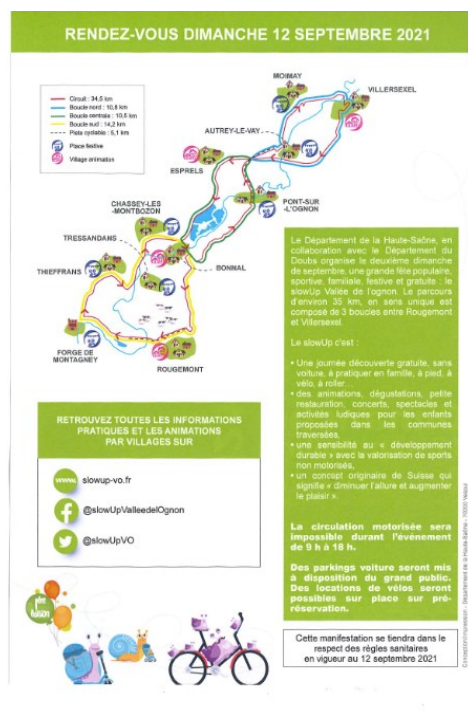 RENDEZ-VOUS DIMANCHE 12 SEPTEMBRE 2021
Circuit : 34,6 km
Boucle nord : 10,8 km
Boucle centrale : 10,6 km
Boucle sud : 14,2 km
Piste cyclable : 5,1 km
Place festive
Village animation
MOIMAY
VILLERSEXEL
AUTREY-LE-VAY
ESPRELS
PONT-SUR
-L'OGNON
CHASSEY-LES
-MONTBOZON
TRESSANDANS
THIEFFRANS
BONNAL
FORGE DE
MONTAGNEY
ROUGEMONT
Le Département de la Haute-Saône, en
collaboration avec le Département du
Doubs organise le deuxième dimanche
de septembre, une grande fête populaire,
sportive, familiale, festive et gratuite : le
slowUp Vallée de l'ognon. Le parcours
d'environ 35 km, en sens unique est
composé de 3 boucles entre Rougemont
et Villersexel.
Le slowUp c'est :
• Une journée découverte gratuite, sans
voiture, à pratiquer en famille, à pied, à
vélo, à roller...
• des animations, dégustations, petite
restauration, concerts, spectacles et
activités ludiques pour les enfants
proposées dans les communes
traversées,
• une sensibilité au « développement
durable » avec la valorisation de sports
non motorisés,
• un concept originaire de Suisse qui
signifie « diminuer l'allure et augmenter
le plaisir ».
La circulation motorisée sera
impossible durant l'événement
de 9 h à 18 h.
Des parkings voiture seront mis
à disposition du grand public.
Des locations de vélos seront
possibles sur place sur pré-
réservation.
RETROUVEZ TOUTES LES INFORMATIONS
PRATIQUES ET LES ANIMATIONS
PAR VILLAGES SUR
www.
slowup-vo.fr
@slowUpValleedelOgnon
@slowUpVO
Cette manifestation se tiendra dans le
respect des règles sanitaires
en vigueur au 12 septembre 2021
Conception/Impression - Département de la Haute-Saône - 70000 Vesoul